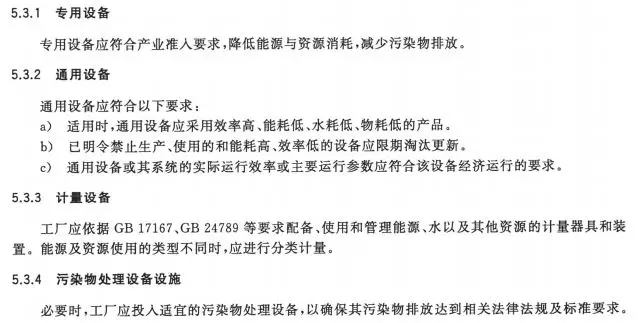 5.3.1 专用设备
专用设备应符合产业准入要求,降低能源与资源消耗,减少污染物排放。
5.3.2 通用设备
通用设备应符合以下要求:
a) 适用时,通用设备应采用效率高、能耗低、水耗低、物耗低的产品。
b) 已明令禁止生产、使用的和能耗高、效率低的设备应限期淘汰更新。
c) 通用设备或其系统的实际运行效率或主要运行参数应符合该设备经济运行的要求。
5.3.3 计量设备
工厂应依据 GB 17167、GB 24789 等要求配备、使用和管理能源、水以及其他资源的计量器具和装
置。能源及资源使用的类型不同时,应进行分类计量。
5.3.4 污染物处理设备设施
必要时,工厂应投入适宜的污染物处理设备,以确保其污染物排放达到相关法律法规及标准要求。